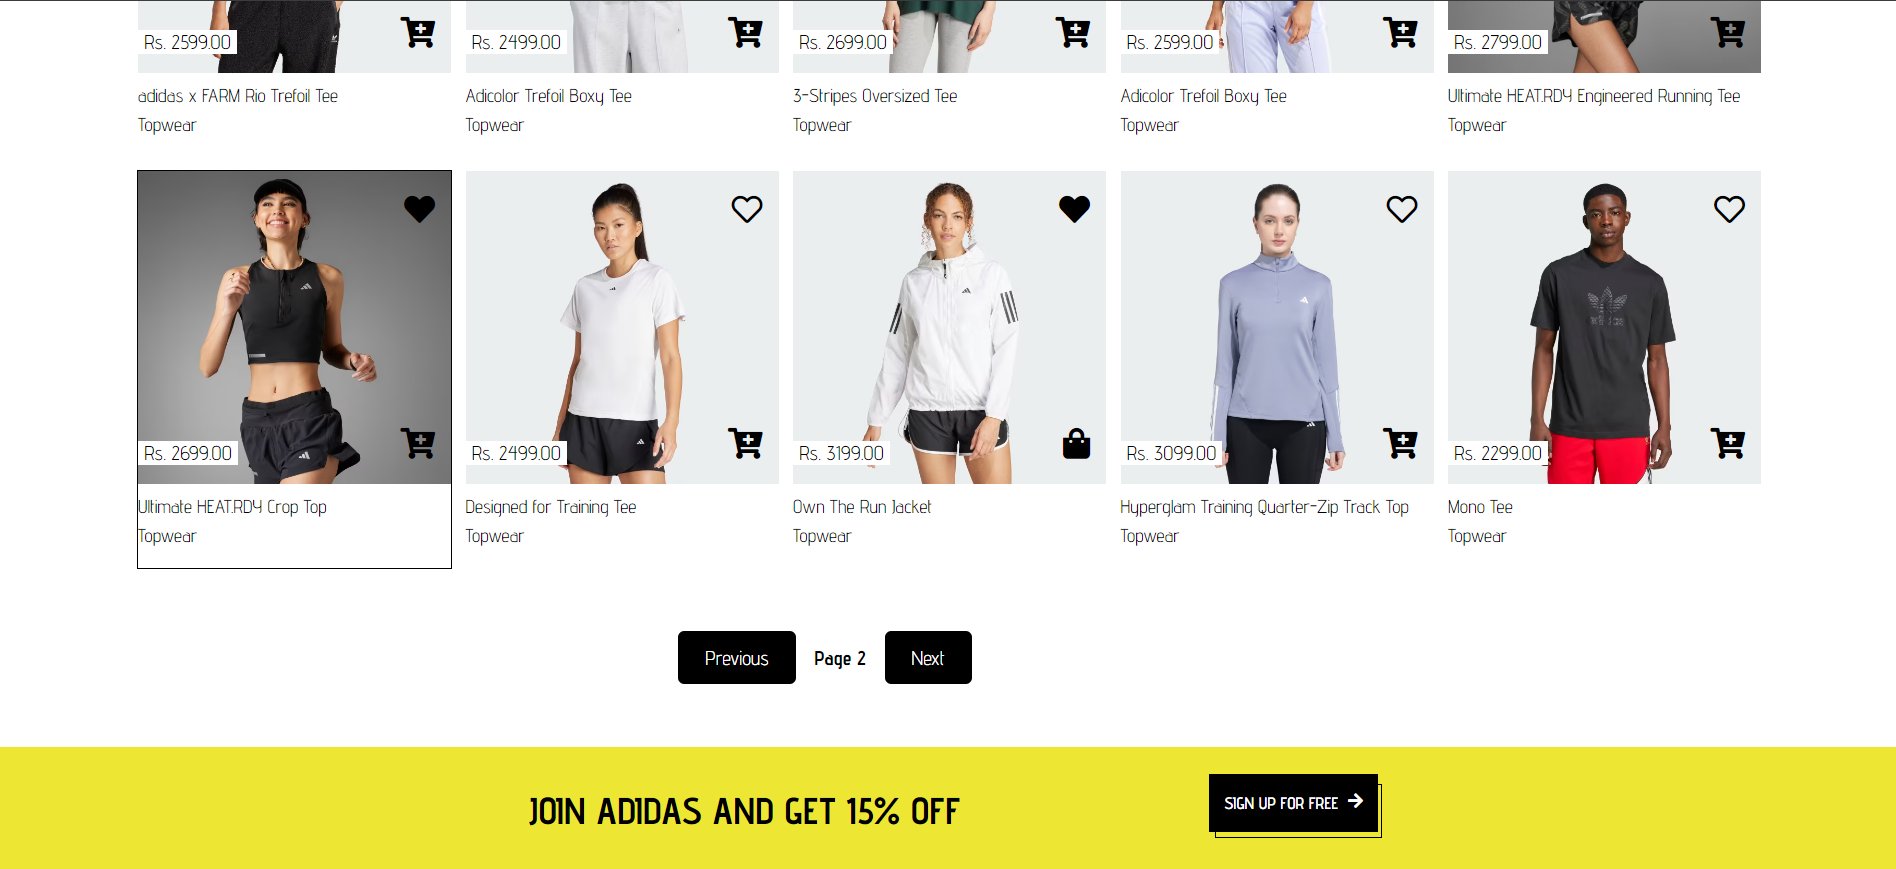 Rs. 2599.00
Rs. 2499.00
Rs. 2699.00
Rs. 2599.00
Rs. 2799.00
adidas x FARM Rio Trefoil Tee
Adicolor Trefoil Boxy Tee
3-Stripes Oversized Tee
Adicolor Trefoil Boxy Tee
Ultimate HEAT.RDY Engineered Running Tee
Topwear
Topwear
Topwear
Topwear
Topwear
Rs. 2699.00
Rs. 2499.00
Rs. 3199.00
Rs. 3099.00
Rs. 2299.00
Ultimate HEAT.RDY Crop Top
Designed for Training Tee
Own The Run Jacket
Hyperglam Training Quarter-Zip Track Top
Mono Tee
Topwear
Topwear
Topwear
Topwear
Topwear
Previous
Page 2
Next
JOIN ADIDAS AND GET 15% OFF
SIGN UP FOR FREE